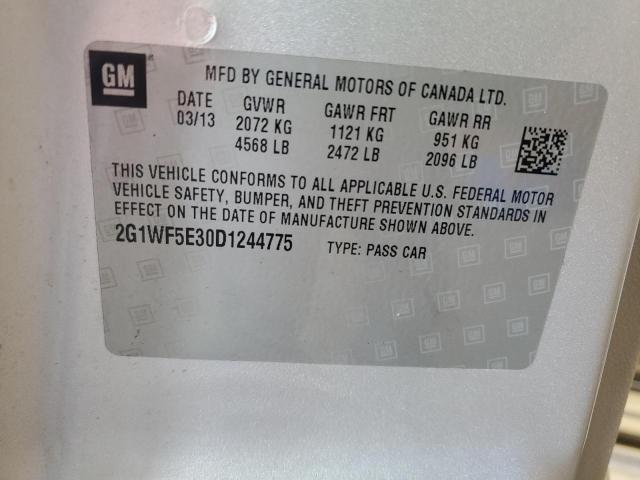 GM
MFD BY GENERAL MOTORS OF CANADA LTD.
DATE GVWR GAWR FRT GAWR RR
03/13 2072 KG 1121 KG 951 KG
4568 LB 2472 LB 2096 LB
THIS VEHICLE CONFORMS TO ALL APPLICABLE U.S. FEDERAL MOTOR
VEHICLE SAFETY, BUMPER, AND THEFT PREVENTION STANDARDS IN
EFFECT ON THE DATE OF MANUFACTURE SHOWN ABOVE.
2G1WF5E30D1244775 TYPE: PASS CAR